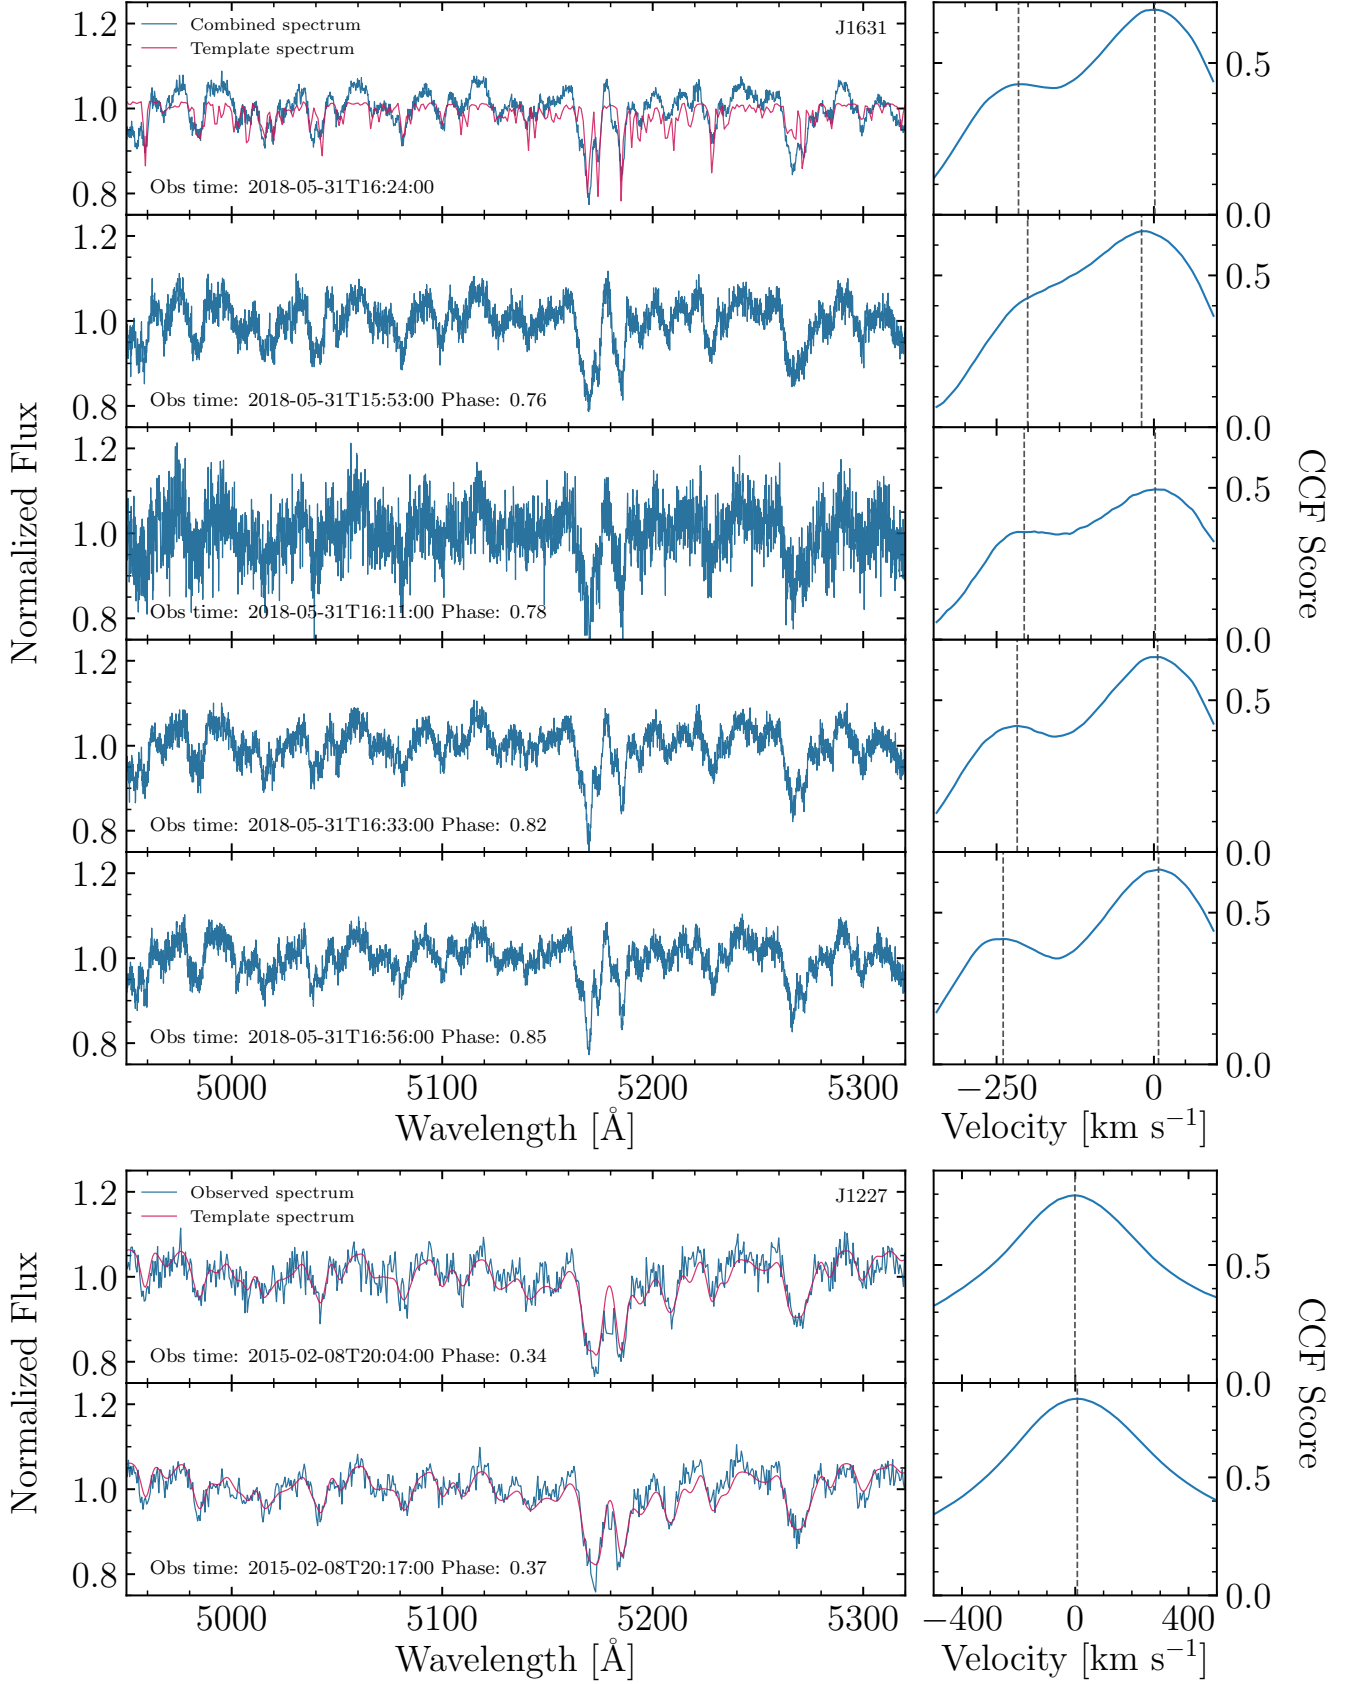 1.2
Combined spectrum
Template spectrum
J1631
1.0
0.8
Obs time: 2018-05-31T16:24:00
0.5
0.0
1.2
1.0
0.8
Obs time: 2018-05-31T15:53:00 Phase: 0.76
0.5
0.0
1.2
1.0
0.8
Obs time: 2018-05-31T16:11:00 Phase: 0.78
0.5
0.0
1.2
1.0
0.8
Obs time: 2018-05-31T16:33:00 Phase: 0.82
0.5
0.0
1.2
1.0
0.8
Obs time: 2018-05-31T16:56:00 Phase: 0.85
0.5
0.0
Normalized Flux
CCF Score
5000 5100 5200 5300
Wavelength [Å]
−250 0
Velocity [km s⁻¹]
1.2
Observed spectrum
Template spectrum
J1227
1.0
0.8
Obs time: 2015-02-08T20:04:00 Phase: 0.34
0.5
0.0
1.2
1.0
0.8
Obs time: 2015-02-08T20:17:00 Phase: 0.37
0.5
0.0
Normalized Flux
CCF Score
5000 5100 5200 5300
Wavelength [Å]
−400 0 400
Velocity [km s⁻¹]